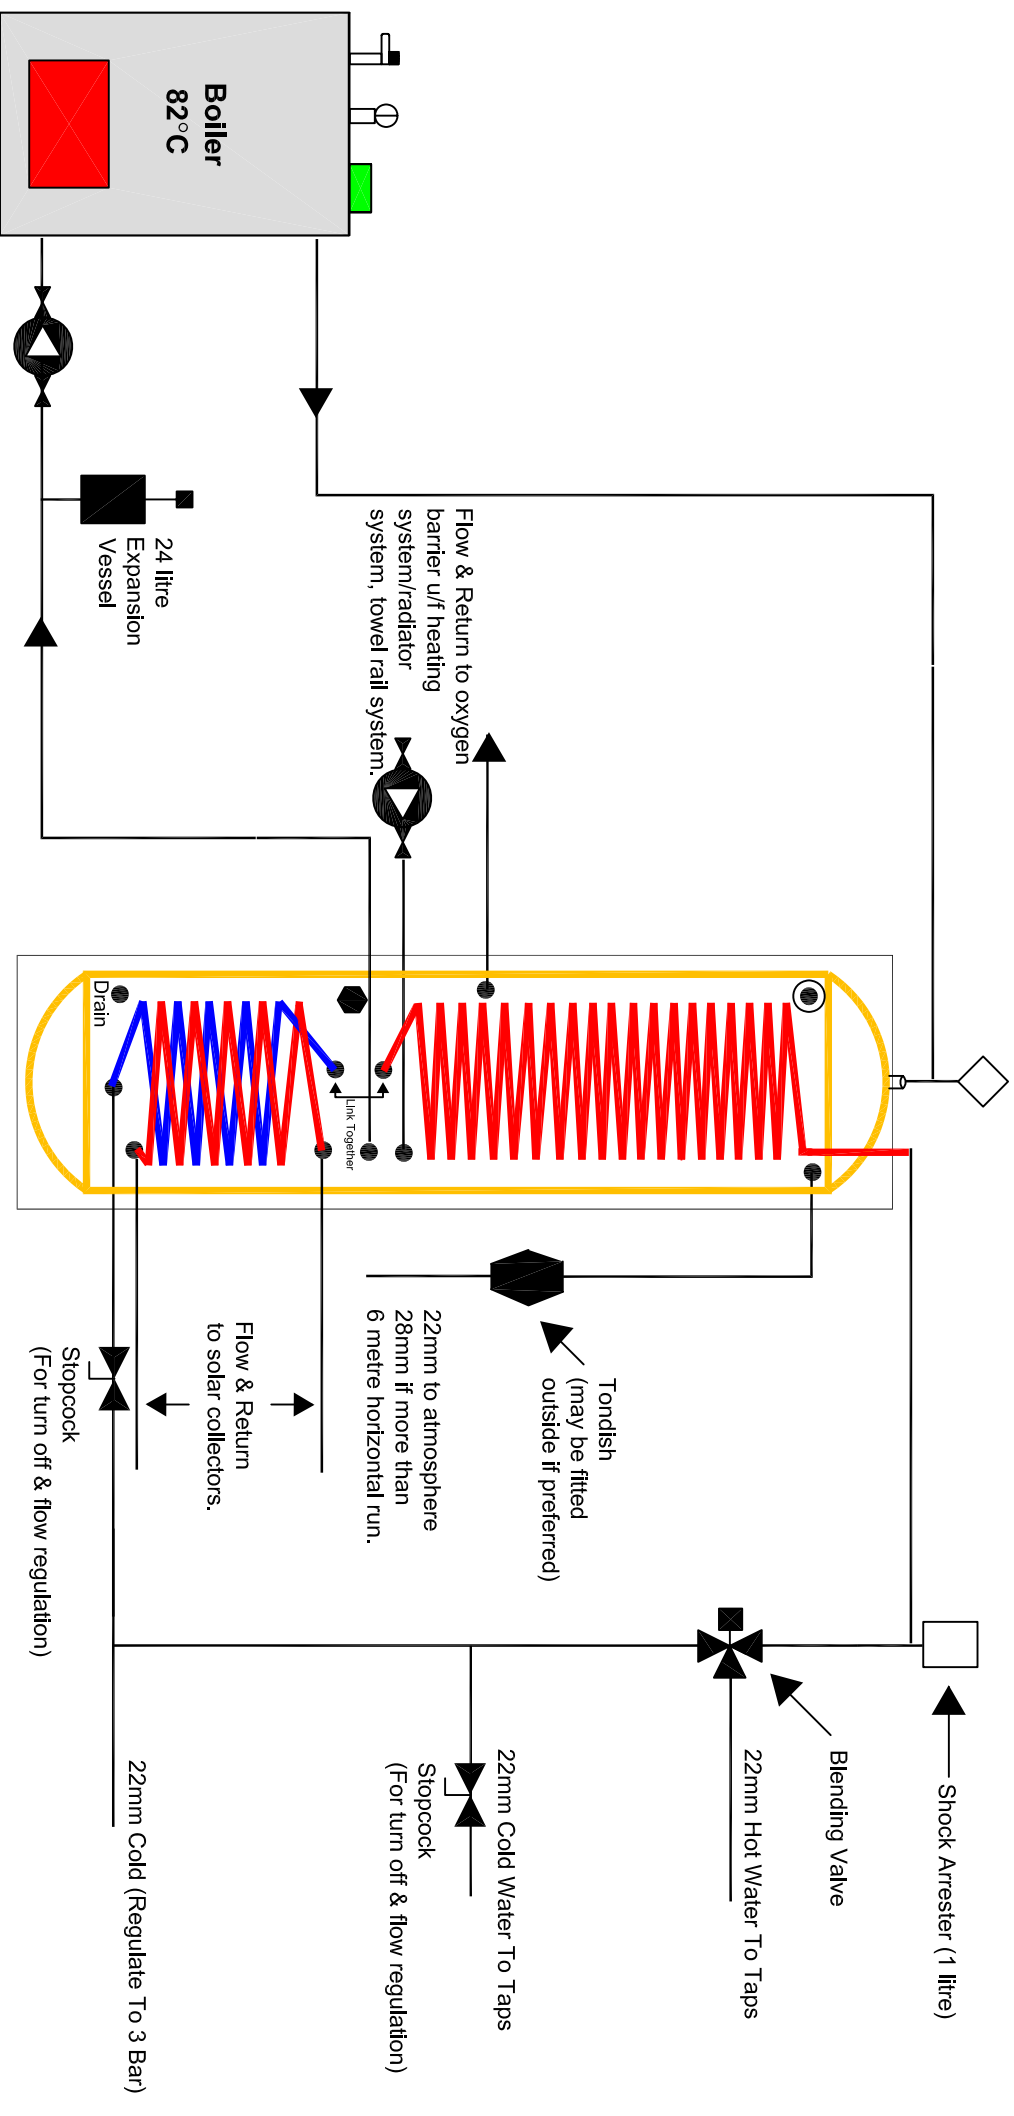 Boiler
82°C
24 litre
Expansion
Vessel
Flow & Return to oxygen
barrier u/f heating
system/radiator
system, towel rail system.
Drain
Link Together
Tondish
(may be fitted
outside if preferred)
22mm to atmosphere
28mm if more than
6 metre horizontal run.
Flow & Return
to solar collectors.
Stopcock
(For turn off & flow regulation)
Shock Arrester (1 litre)
Blending Valve
22mm Hot Water To Taps
22mm Cold Water To Taps
Stopcock
(For turn off & flow regulation)
22mm Cold (Regulate To 3 Bar)